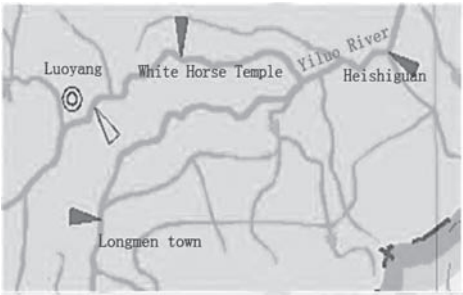 Yiluo River
Luoyang
White Horse Temple
Heishiguan
Longmen town